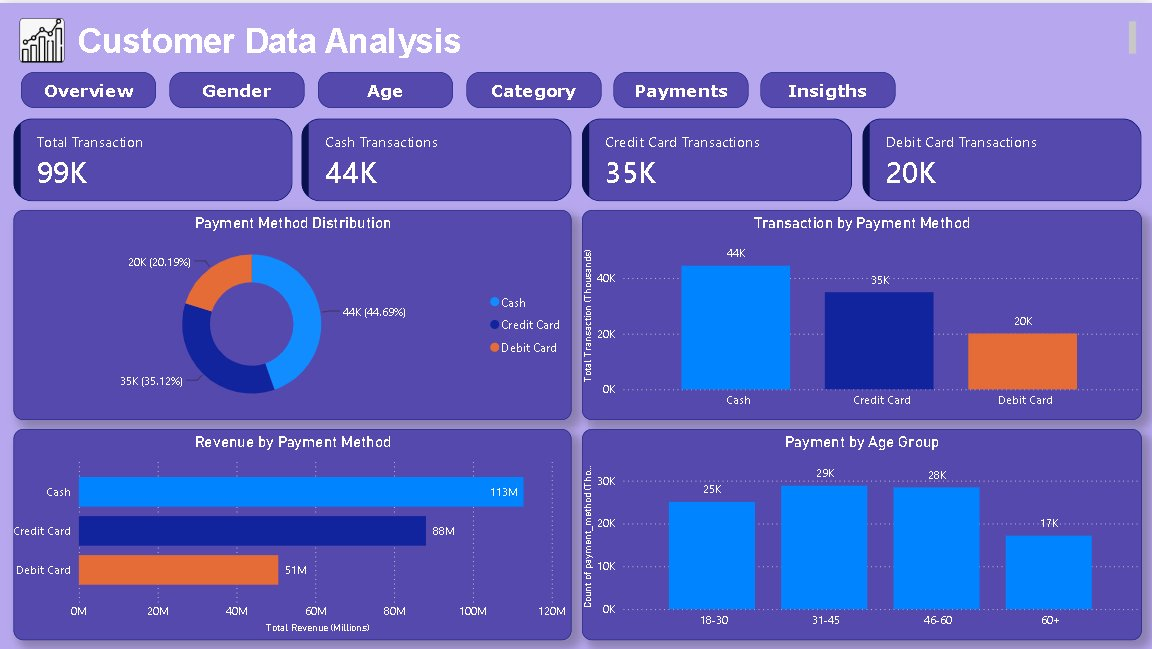 Customer Data Analysis
Overview
Gender
Age
Category
Payments
Insigths
Total Transaction
99K
Cash Transactions
44K
Credit Card Transactions
35K
Debit Card Transactions
20K
Payment Method Distribution
20K (20.19%)
44K (44.69%)
35K (35.12%)
Cash
Credit Card
Debit Card
Transaction by Payment Method
Total Transaction (Thousands)
40K
20K
0K
44K
35K
20K
Cash
Credit Card
Debit Card
Revenue by Payment Method
Cash
113M
Credit Card
88M
Debit Card
51M
0M
20M
40M
60M
80M
100M
120M
Total Revenue (Millions)
Payment by Age Group
Count of payment_method (Tho...
30K
20K
10K
0K
25K
29K
28K
17K
18-30
31-45
46-60
60+